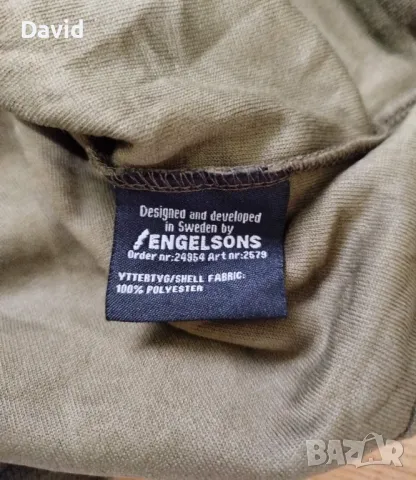 David
Designed and developed
in Sweden by
ENGELSONS
Order nr:24954 Art nr:2579
YTTERTYG/SHELL FABRIC:
100% POLYESTER
BAZAR